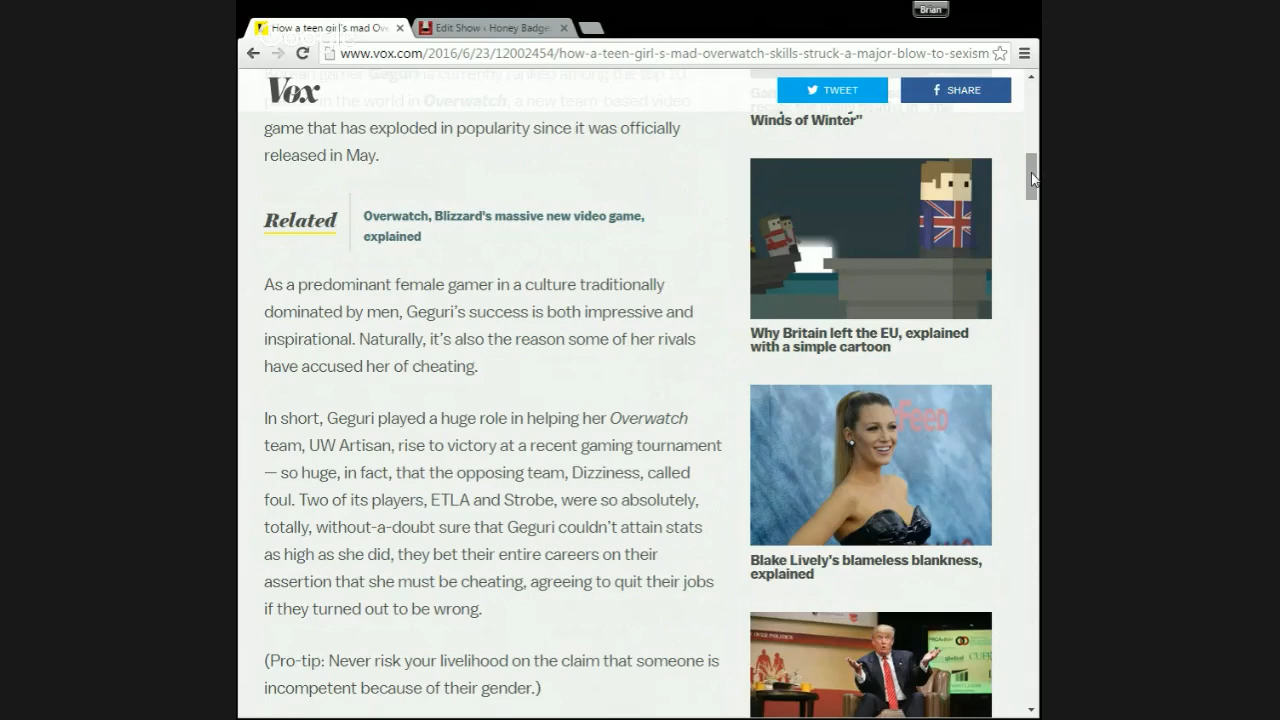 Brian
How a teen girl's mad Ov
Edit Show ‹ Honey Badge
Google
www.vox.com/2016/6/23/12002454/how-a-teen-girl-s-mad-overwatch-skills-struck-a-major-blow-to-sexism
gamer Geguri is currently ranked among the top 10
Vox
TWEET
SHARE
in the world in Overwatch, a new team-based video
game that has exploded in popularity since it was officially
released in May.
Winds of Winter"
Related
Overwatch, Blizzard's massive new video game,
explained
As a predominant female gamer in a culture traditionally
dominated by men, Geguri's success is both impressive and
inspirational. Naturally, it's also the reason some of her rivals
have accused her of cheating.
In short, Geguri played a huge role in helping her Overwatch
team, UW Artisan, rise to victory at a recent gaming tournament
— so huge, in fact, that the opposing team, Dizziness, called
foul. Two of its players, ETLA and Strobe, were so absolutely,
totally, without-a-doubt sure that Geguri couldn't attain stats
as high as she did, they bet their entire careers on their
assertion that she must be cheating, agreeing to quit their jobs
if they turned out to be wrong.
(Pro-tip: Never risk your livelihood on the claim that someone is
incompetent because of their gender.)
Why Britain left the EU, explained
with a simple cartoon
Feed
Blake Lively's blameless blankness,
explained